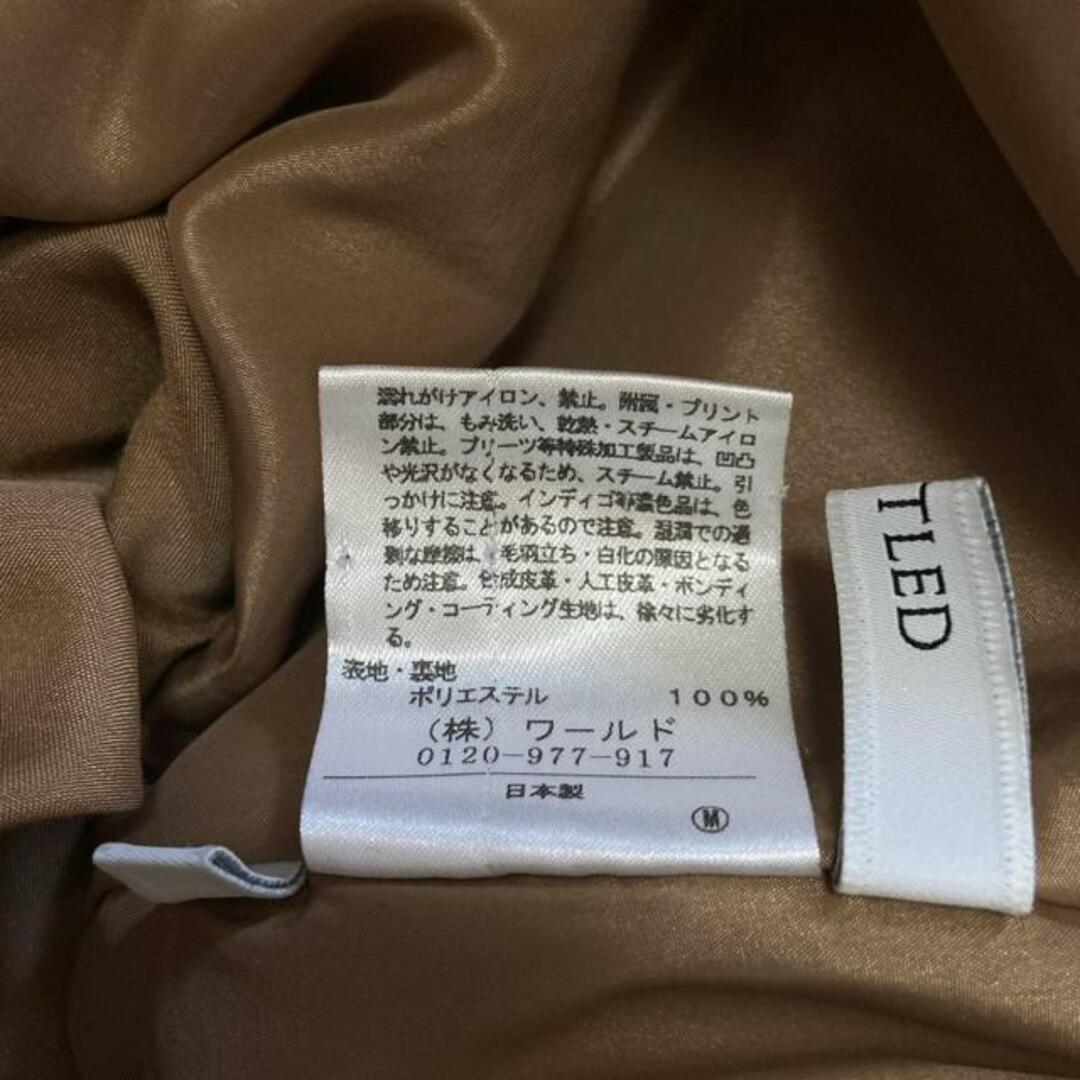 濡れがけアイロン、禁止。附属・プリント
部分は、もみ洗い、乾熱・スチームアイロ
ン禁止。プリーツ等特殊加工製品は、凹凸
や光沢がなくなるため、スチーム禁止。引
っかけに注意。インディゴ等濃色品は、色
移りすることがあるので注意。湿潤での過
剰な摩擦は、毛羽立ち・白化の原因となる
ため注意。合成皮革・人工皮革・ボンディ
ング・コーティング生地は、徐々に劣化す
る。
表地・裏地
ポリエステル 100%
(株)ワールド
0120-977-917
日本製
Ⓜ
TLED